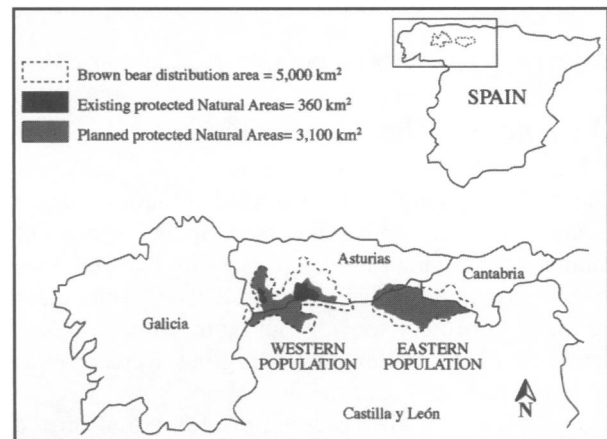 Brown bear distribution area = 5,000 km²
Existing protected Natural Areas= 360 km²
Planned protected Natural Areas= 3,100 km²
SPAIN
Asturias
Cantabria
Galicia
WESTERN
POPULATION
EASTERN
POPULATION
Castilla y León
N